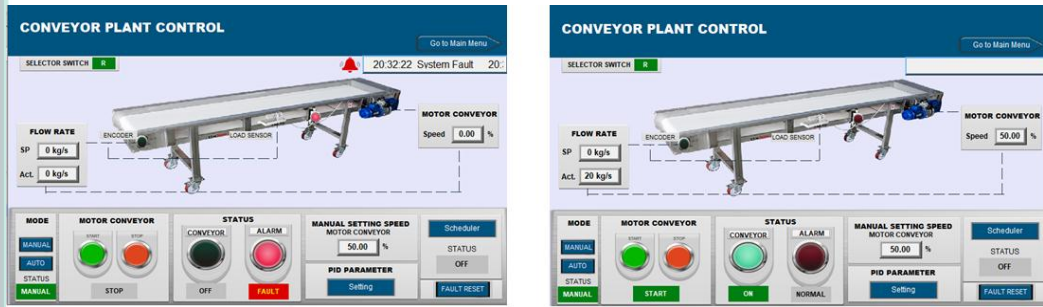 CONVEYOR PLANT CONTROL
Go to Main Menu
SELECTOR SWITCH R
20:32:22 System Fault 20:
MOTOR CONVEYOR
Speed 0.00 %
FLOW RATE
SP 0 kg/s
Act. 0 kg/s
ENCODER
LOAD SENSOR
MODE
MANUAL
AUTO
STATUS
MANUAL
MOTOR CONVEYOR
START STOP
STOP
STATUS
CONVEYOR ALARM
OFF FAULT
MANUAL SETTING SPEED
MOTOR CONVEYOR
50.00 %
PID PARAMETER
Setting
Scheduler
STATUS
OFF
FAULT RESET
CONVEYOR PLANT CONTROL
Go to Main Menu
SELECTOR SWITCH R
MOTOR CONVEYOR
Speed 50.00 %
FLOW RATE
SP 0 kg/s
Act. 20 kg/s
ENCODER
LOAD SENSOR
MODE
MANUAL
AUTO
STATUS
MANUAL
MOTOR CONVEYOR
START STOP
START
STATUS
CONVEYOR ALARM
ON NORMAL
MANUAL SETTING SPEED
MOTOR CONVEYOR
50.00 %
PID PARAMETER
Setting
Scheduler
STATUS
OFF
FAULT RESET